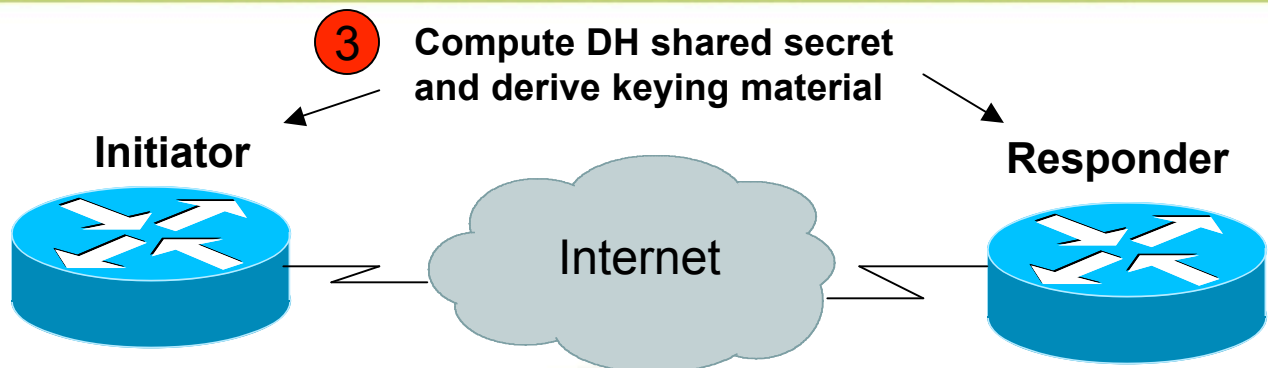 3
Compute DH shared secret
and derive keying material
Initiator
Responder
Internet